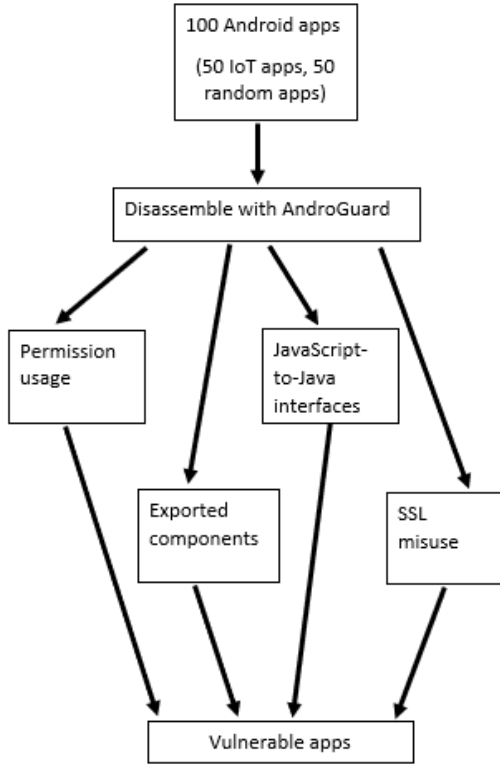 100 Android apps
(50 IoT apps, 50
random apps)
Disassemble with AndroGuard
Permission
usage
JavaScript-
to-Java
interfaces
Exported
components
SSL
misuse
Vulnerable apps